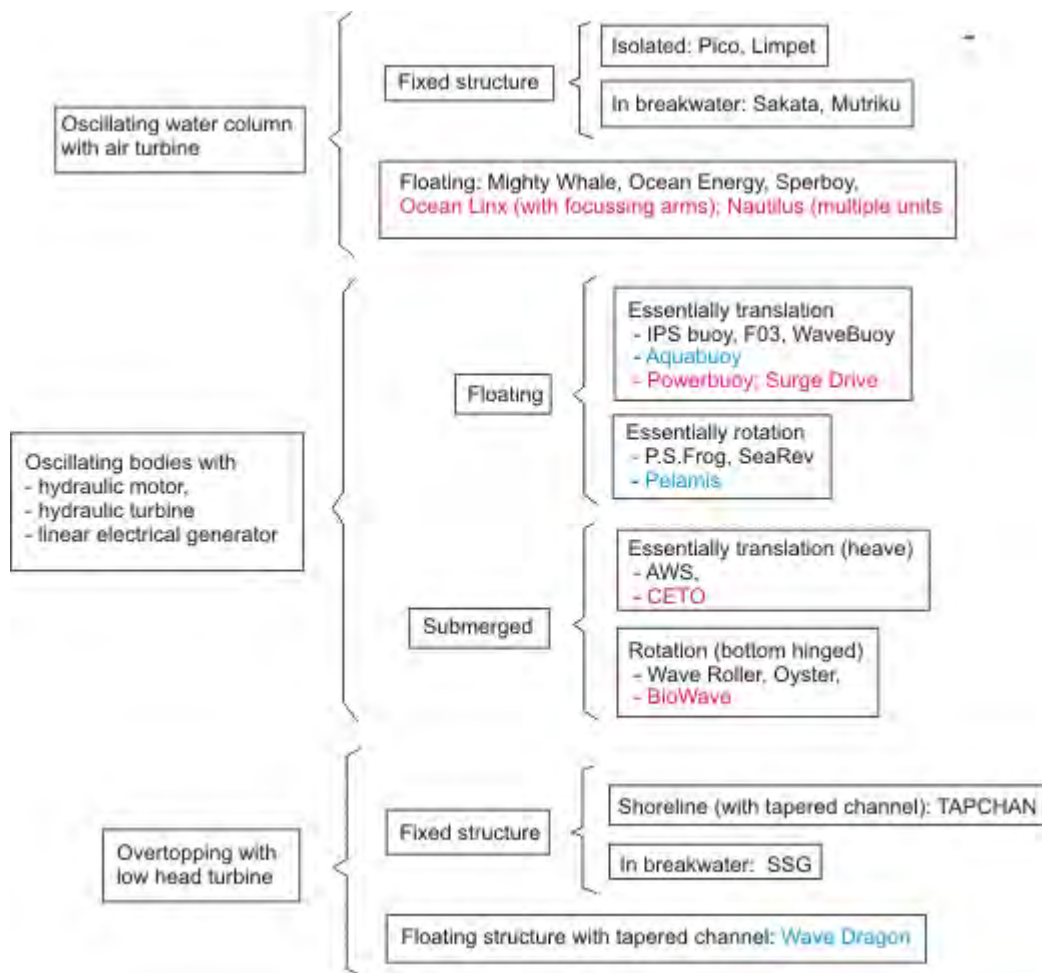 Oscillating water column
with air turbine
Fixed structure
Isolated: Pico, Limpet
In breakwater: Sakata, Mutriku
Floating: Mighty Whale, Ocean Energy, Sperboy,
Ocean Linx (with focussing arms); Nautilus (multiple units
Oscillating bodies with
- hydraulic motor,
- hydraulic turbine
- linear electrical generator
Floating
Essentially translation
- IPS buoy, F03, WaveBuoy
- Aquabuoy
- Powerbuoy; Surge Drive
Essentially rotation
- P.S.Frog, SeaRev
- Pelamis
Submerged
Essentially translation (heave)
- AWS,
- CETO
Rotation (bottom hinged)
- Wave Roller, Oyster,
- BioWave
Overtopping with
low head turbine
Fixed structure
Shoreline (with tapered channel): TAPCHAN
In breakwater: SSG
Floating structure with tapered channel: Wave Dragon